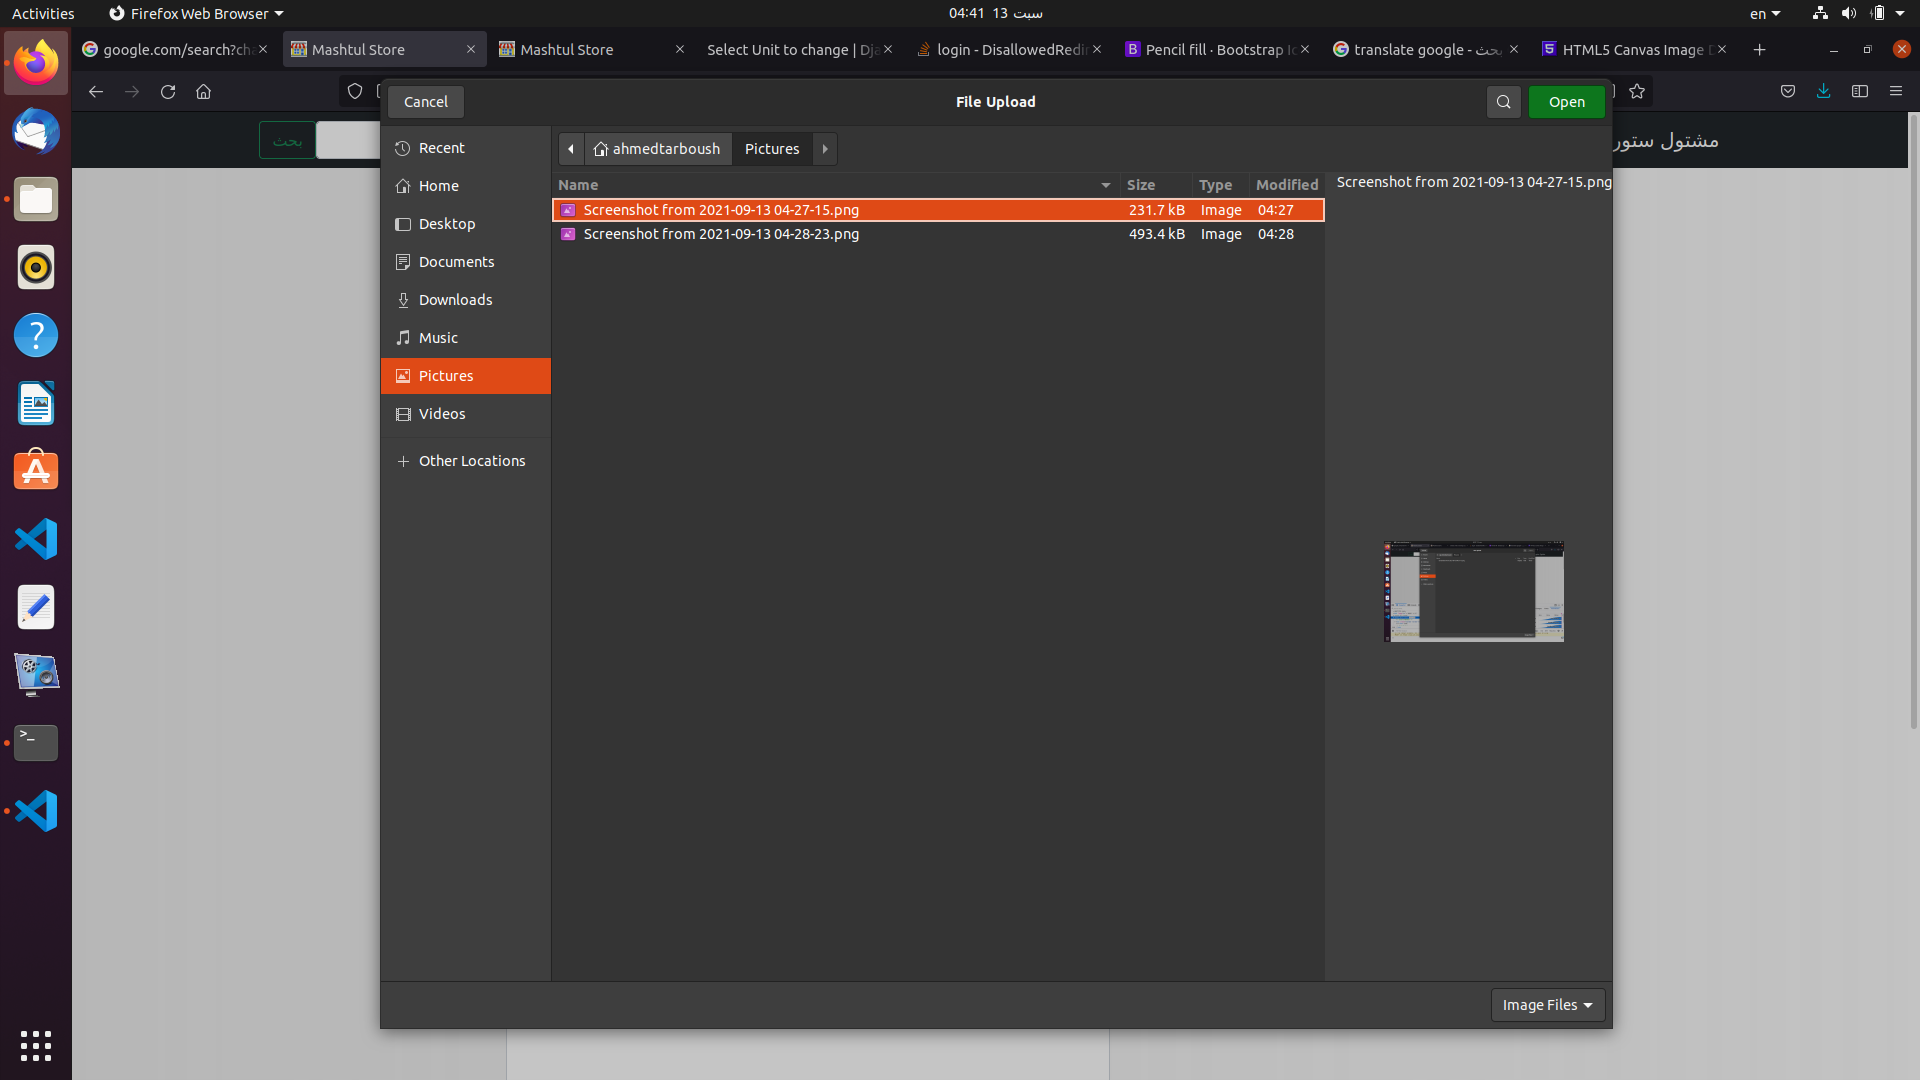 Activities
Firefox Web Browser
04:41 13 سبت
en
google.com/search?cha
Mashtul Store
Mashtul Store
Select Unit to change | Dja
login - DisallowedRedir
Pencil fill · Bootstrap Ic
translate google - بحث
HTML5 Canvas Image D
Cancel
File Upload
Open
بحث
مشتول ستور
Recent
Home
Desktop
Documents
Downloads
Music
Pictures
Videos
Other Locations
ahmedtarboush
Pictures
Name
Size
Type
Modified
Screenshot from 2021-09-13 04-27-15.png
231.7 kB
Image
04:27
Screenshot from 2021-09-13 04-28-23.png
493.4 kB
Image
04:28
Screenshot from 2021-09-13 04-27-15.png
Image Files